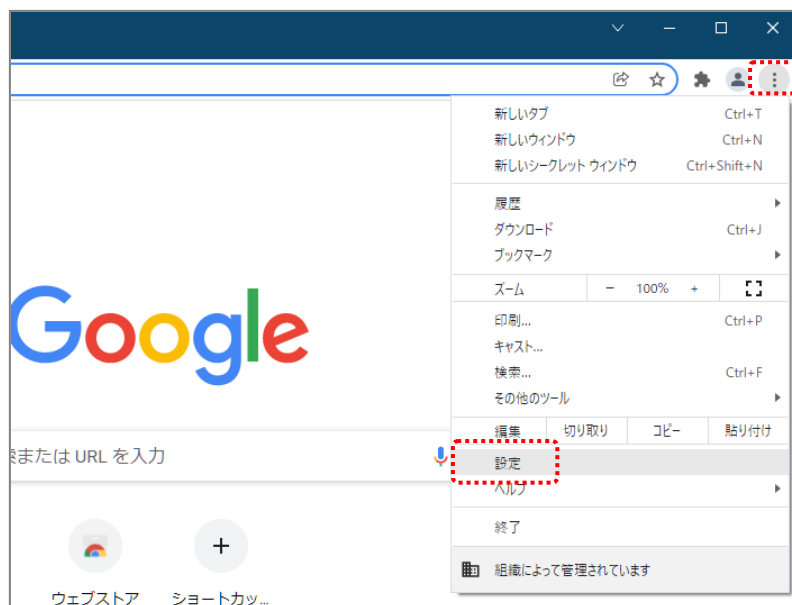 新しいタブ Ctrl+T
新しいウィンドウ Ctrl+N
新しいシークレット ウィンドウ Ctrl+Shift+N
履歴
ダウンロード Ctrl+J
ブックマーク
ズーム － 100% +
印刷... Ctrl+P
キャスト...
検索... Ctrl+F
その他のツール
編集 切り取り コピー 貼り付け
設定
ヘルプ
終了
組織によって管理されています
Google
または URL を入力
ウェブストア ショートカッ...